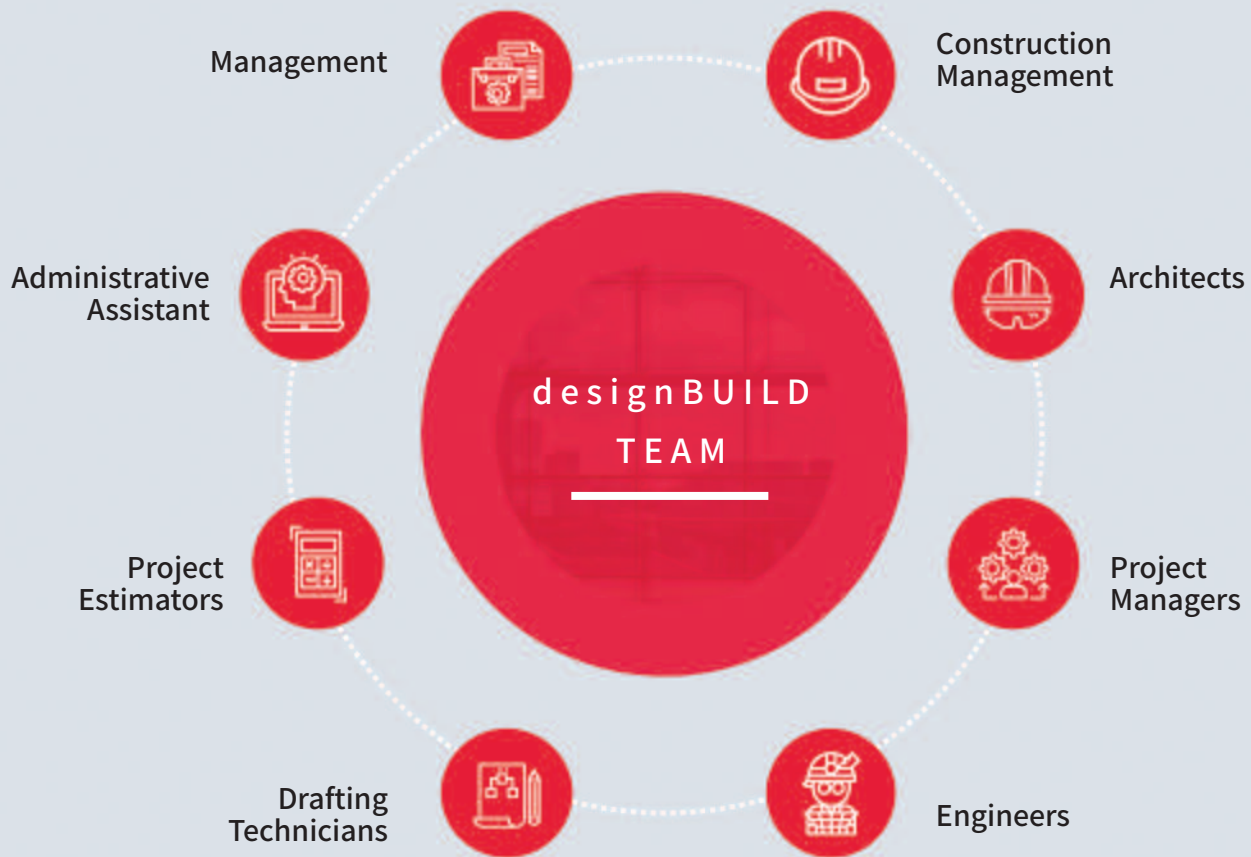 Management
Construction
Management
Administrative
Assistant
Architects
designBUILD
TEAM
Project
Estimators
Project
Managers
Drafting
Technicians
Engineers